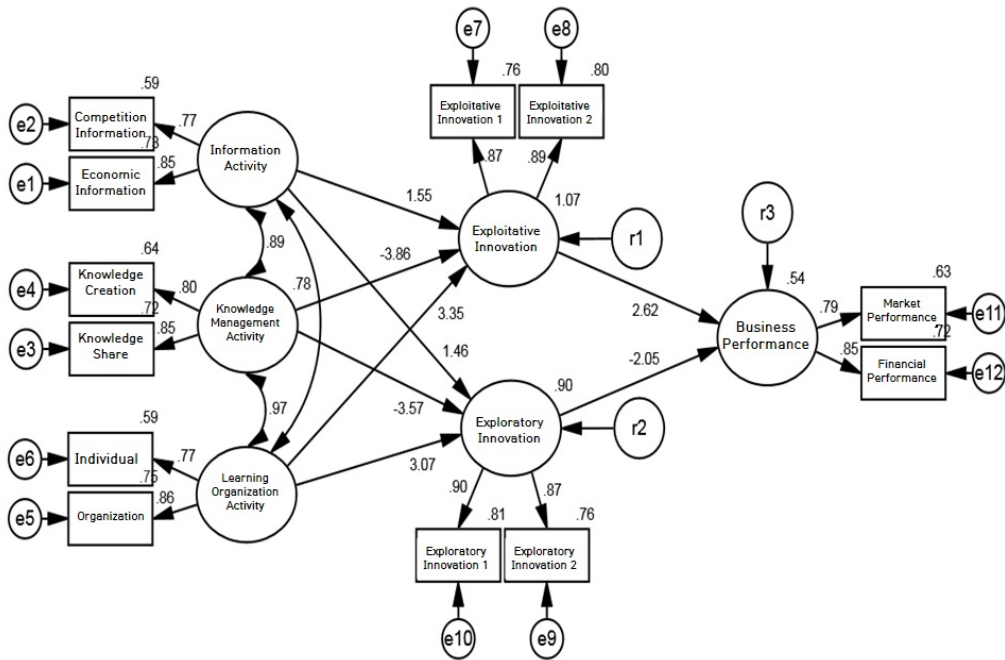 e7
e8
.76
.80
Exploitative
Innovation 1
Exploitative
Innovation 2
.87
.89
.59
e2
Competition
Information
.77
.73
e1
Economic
Information
.85
Information
Activity
1.55
1.07
Exploitative
Innovation
r1
r3
-3.86
.89
.78
.64
e4
Knowledge
Creation
.80
.72
e3
Knowledge
Share
.85
Knowledge
Management
Activity
3.35
2.62
.54
Business
Performance
.63
.79
Market
Performance
e11
.72
.85
Financial
Performance
e12
1.46
-2.05
.90
-3.57
Exploratory
Innovation
r2
.97
3.07
.59
e6
Individual
.77
.75
e5
Organization
.86
Learning
Organization
Activity
.90
.87
.81
.76
Exploratory
Innovation 1
Exploratory
Innovation 2
e10
e9